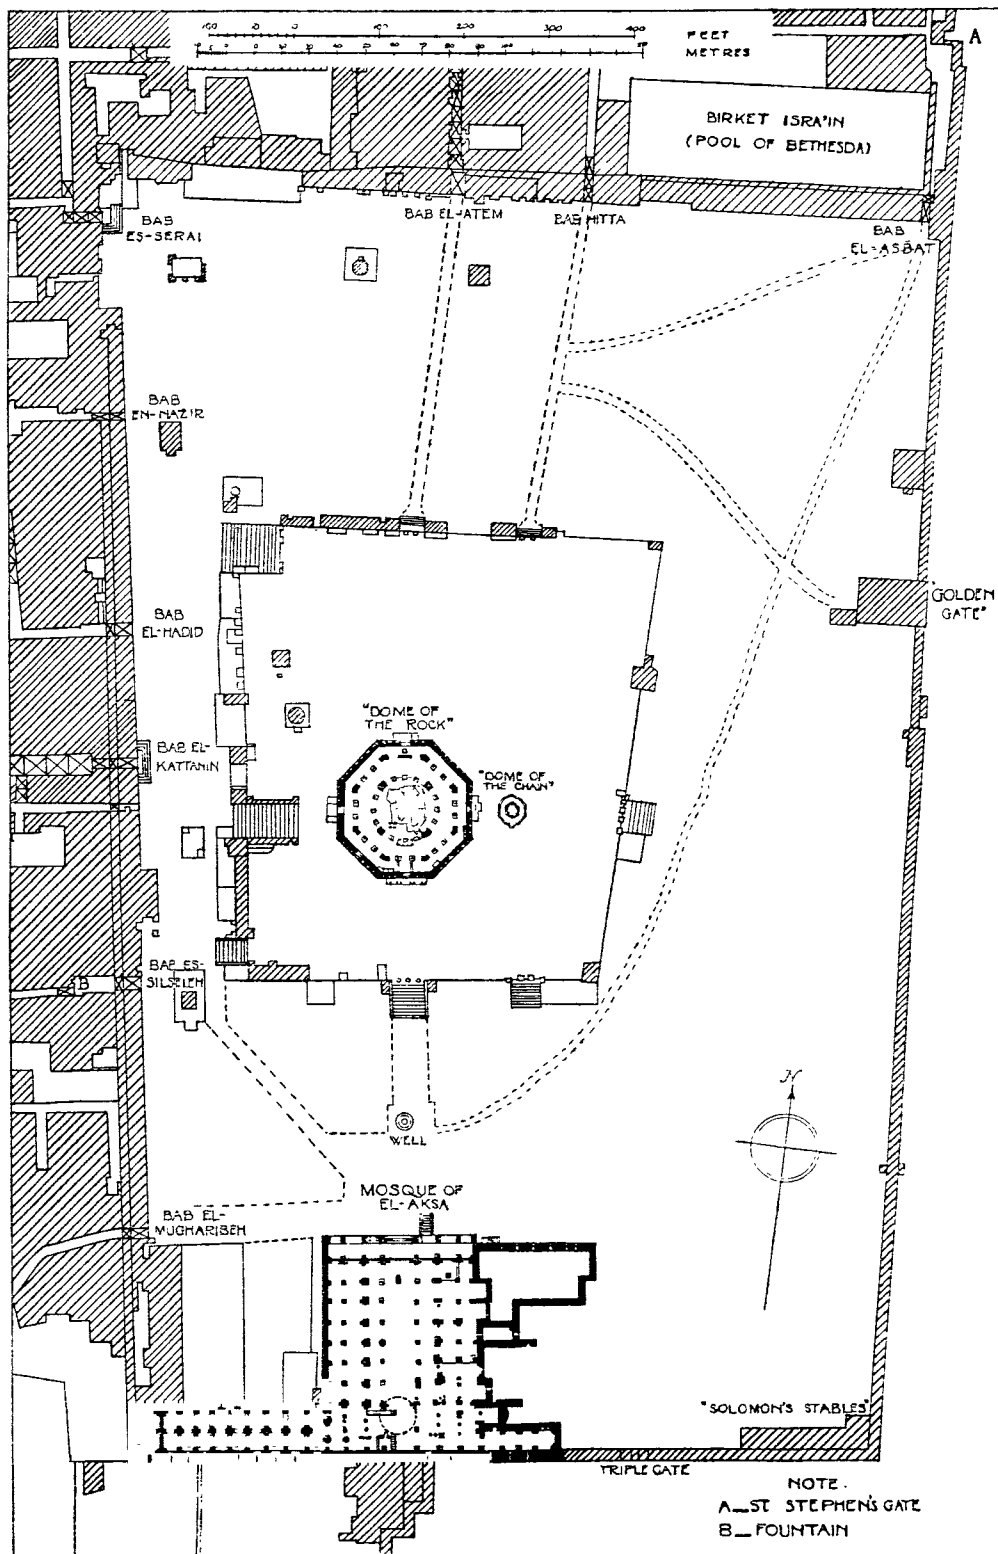 FEET
METRES
A
BIRKET ISRA'IN
(POOL OF BETHESDA)
BAB
ES-SERAI
BAB EL-ATEM
BAB HITTA
BAB
EL-ASBAT
BAB
EN-NAZIR
"GOLDEN
GATE"
BAB
EL-HADID
"DOME OF
THE ROCK"
BAB EL-
KATTANIN
"DOME OF
THE CHAIN"
BAB ES-
SILSELEH
B
N
WELL
MOSQUE OF
EL-AKSA
BAB EL-
MUGHARIBEH
"SOLOMON'S STABLES"
TRIPLE GATE
NOTE.
A_ST STEPHEN'S GATE
B_FOUNTAIN